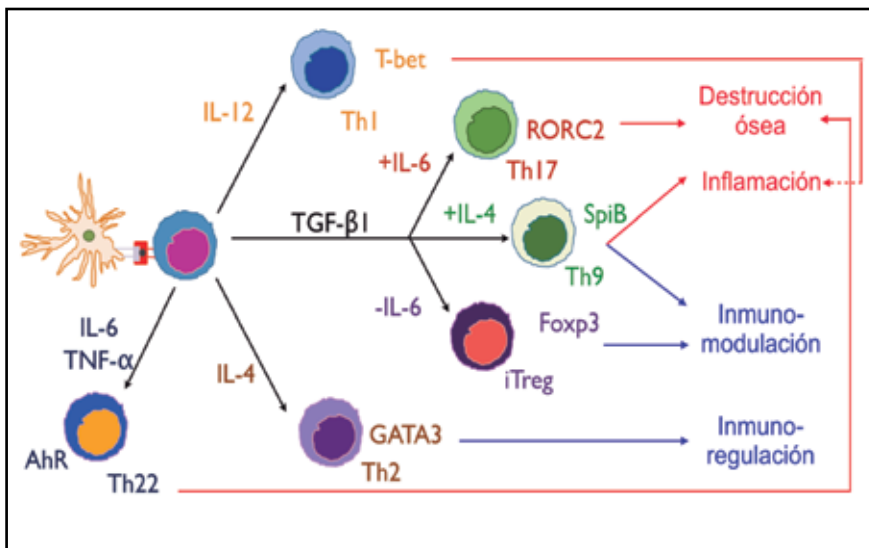 T-bet
IL-12
Th1
Destrucción
ósea
RORC2
+IL-6
Th17
Inflamación
TGF-β1
+IL-4
SpiB
Th9
-IL-6
Foxp3
iTreg
Inmuno-
modulación
IL-6
TNF-α
IL-4
GATA3
Th2
Inmuno-
regulación
AhR
Th22